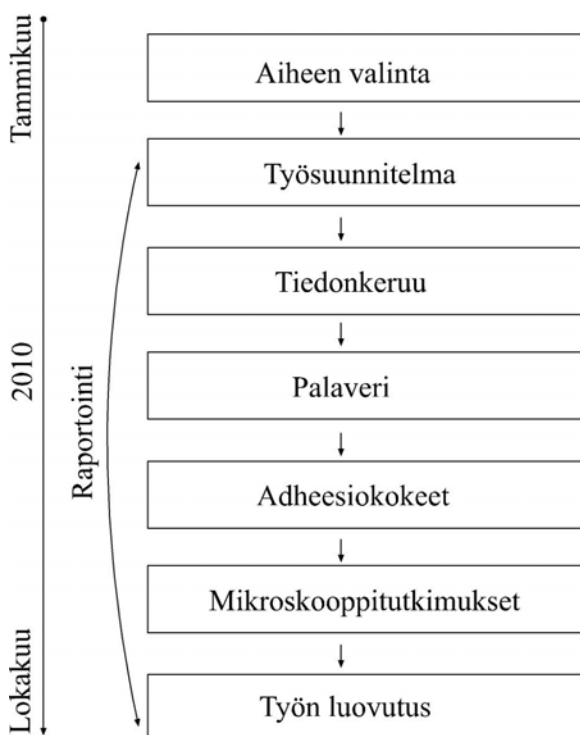 Tammikuu
2010
Lokakuu
Raportointi
Aiheen valinta
Työsuunnitelma
Tiedonkeruu
Palaveri
Adheesiokokeet
Mikroskooppitutkimukset
Työn luovutus